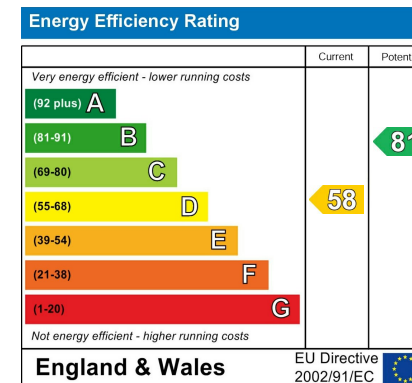 Energy Efficiency Rating
Current Potent
Very energy efficient - lower running costs
(92 plus) A
(81-91) B 81
(69-80) C
(55-68) D 58
(39-54) E
(21-38) F
(1-20) G
Not energy efficient - higher running costs
England & Wales
EU Directive
2002/91/EC